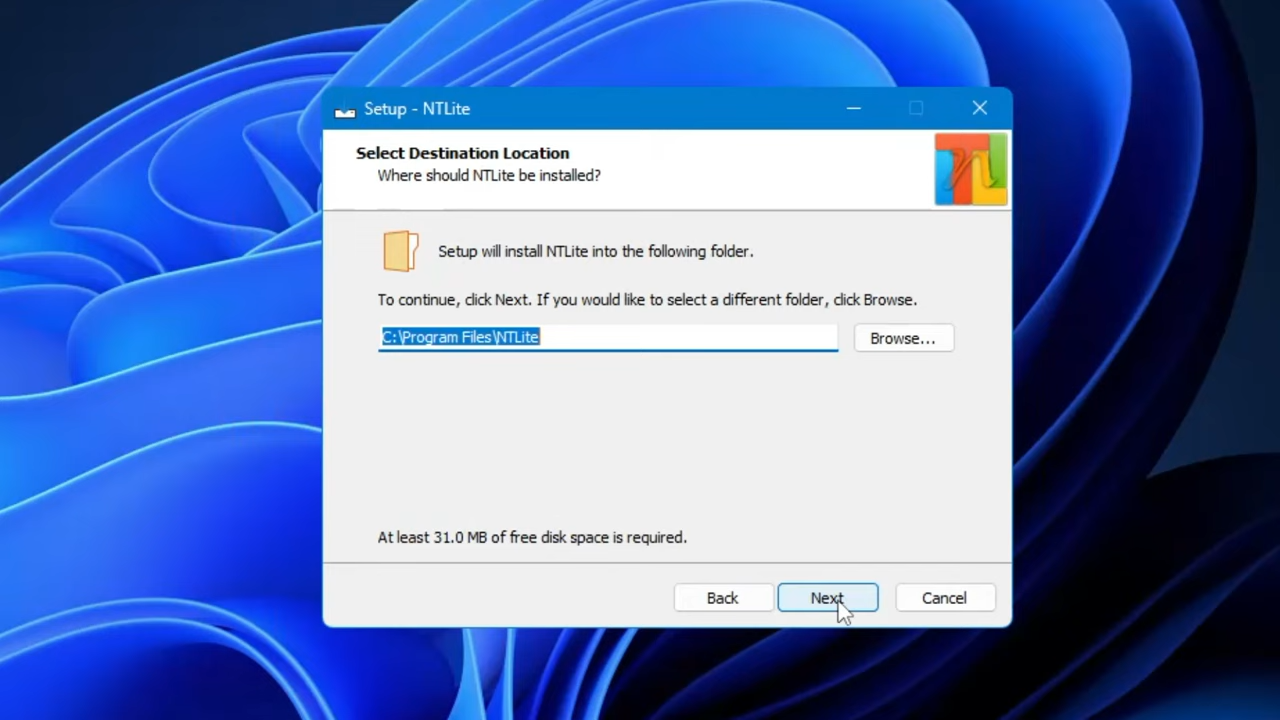 Setup - NTLite
Select Destination Location
Where should NTLite be installed?
Setup will install NTLite into the following folder.
To continue, click Next. If you would like to select a different folder, click Browse.
C:\Program Files\NTLite
Browse...
At least 31.0 MB of free disk space is required.
Back
Next
Cancel